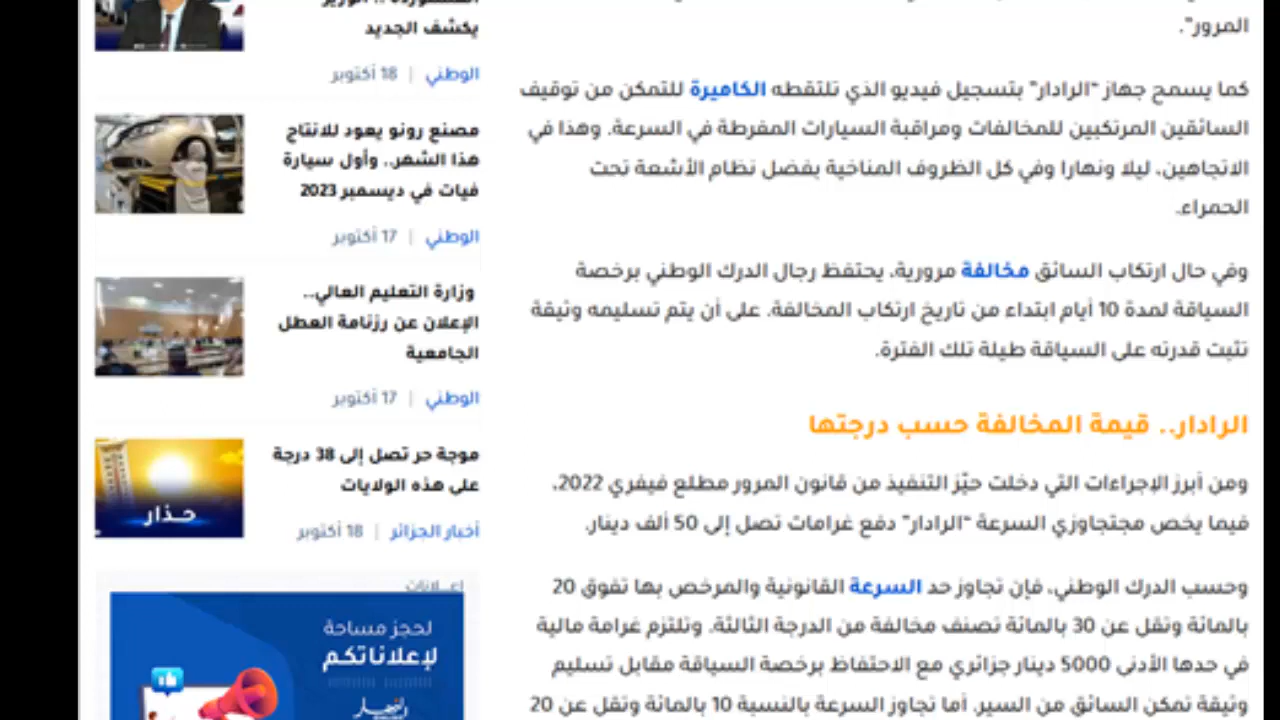 المرور".
كما يسمح جهاز "الرادار" بتسجيل فيديو الذي تلتقطه الكاميرة للتمكن من توقيف
السائقين المرتكبين للمخالفات ومراقبة السيارات المفرطة في السرعة. وهذا في
الاتجاهين، ليلا ونهارا وفي كل الظروف المناخية بفضل نظام الأشعة تحت
الحمراء.
وفي حال ارتكاب السائق مخالفة مرورية، يحتفظ رجال الدرك الوطني برخصة
السياقة لمدة 10 أيام ابتداء من تاريخ ارتكاب المخالفة. على أن يتم تسليمه وثيقة
تثبت قدرته على السياقة طيلة تلك الفترة.
الرادار.. قيمة المخالفة حسب درجتها
ومن أبرز الإجراءات التي دخلت حيّز التنفيذ من قانون المرور مطلع فيفري 2022،
فيما يخص مجتجاوزي السرعة "الرادار" دفع غرامات تصل إلى 50 ألف دينار.
وحسب الدرك الوطني، فإن تجاوز حد السرعة القانونية والمرخص بها تفوق 20
بالمائة وتقل عن 30 بالمائة تصنف مخالفة من الدرجة الثالثة. وتلتزم غرامة مالية
في حدها الأدنى 5000 دينار جزائري مع الاحتفاظ برخصة السياقة مقابل تسليم
وثيقة تمكن السائق من السير. أما تجاوز السرعة بالنسبة 10 بالمائة وتقل عن 20
يكشف الجديد
الوطني | 18 أكتوبر
مصنع رونو يعود للانتاج
هذا الشهر.. وأول سيارة
فيات في ديسمبر 2023
الوطني | 17 أكتوبر
وزارة التعليم العالي..
الإعلان عن رزنامة العطل
الجامعية
الوطني | 17 أكتوبر
موجة حر تصل إلى 38 درجة
على هذه الولايات
حـذار
أخبار الجزائر | 18 أكتوبر
إعــلانات
لحجز مساحة
لإعلاناتكم